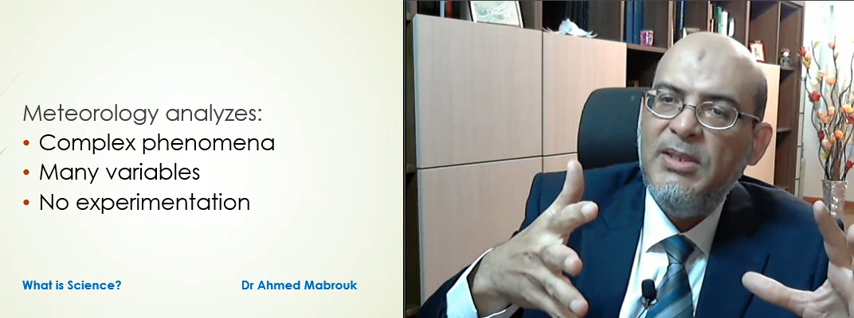 Meteorology analyzes:
• Complex phenomena
• Many variables
• No experimentation
What is Science? Dr Ahmed Mabrouk